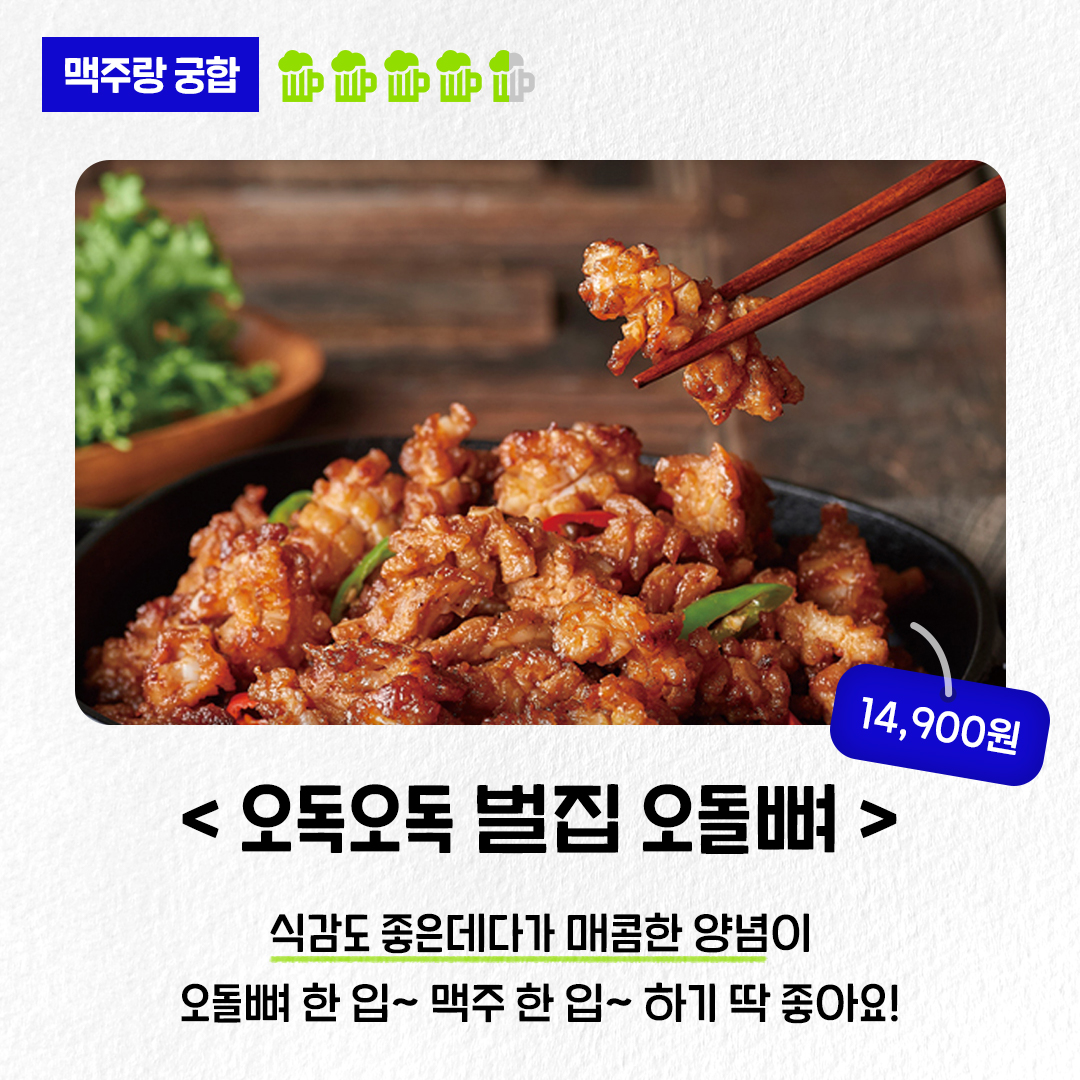 맥주랑 궁합
14,900원
< 오독오독 벌집 오돌뼈 >
식감도 좋은데다가 매콤한 양념이
오돌뼈 한 입~ 맥주 한 입~ 하기 딱 좋아요!